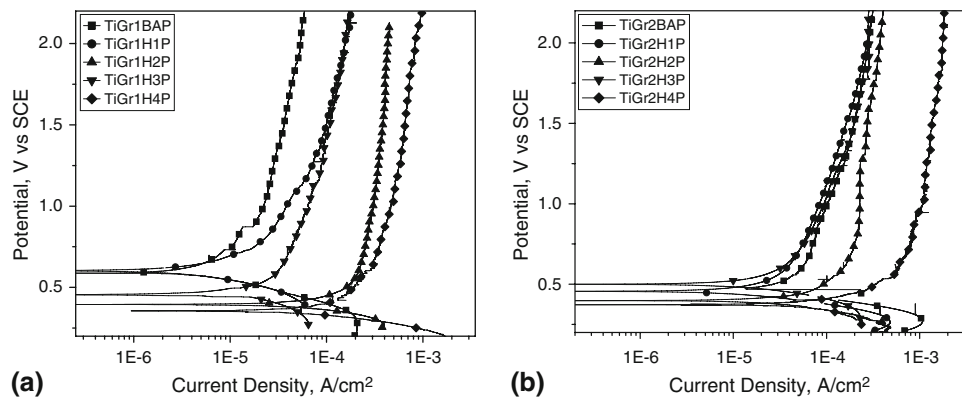 TiGr1BAP
TiGr1H1P
TiGr1H2P
TiGr1H3P
TiGr1H4P
2.0
1.5
1.0
0.5
Potential, V vs SCE
1E-6
1E-5
1E-4
1E-3
Current Density, A/cm²
(a)
TiGr2BAP
TiGr2H1P
TiGr2H2P
TiGr2H3P
TiGr2H4P
2.0
1.5
1.0
0.5
Potential, V vs SCE
1E-6
1E-5
1E-4
1E-3
Current Density, A/cm²
(b)